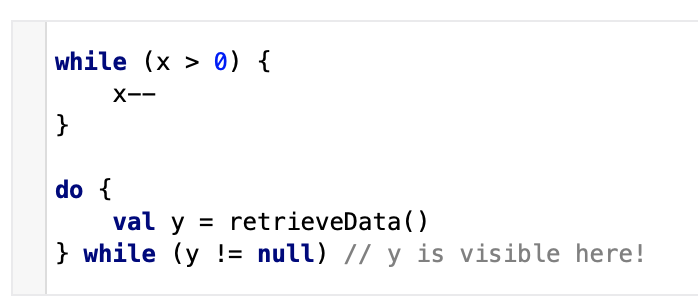 while (x > 0) {
    x--
}

do {
    val y = retrieveData()
} while (y != null) // y is visible here!